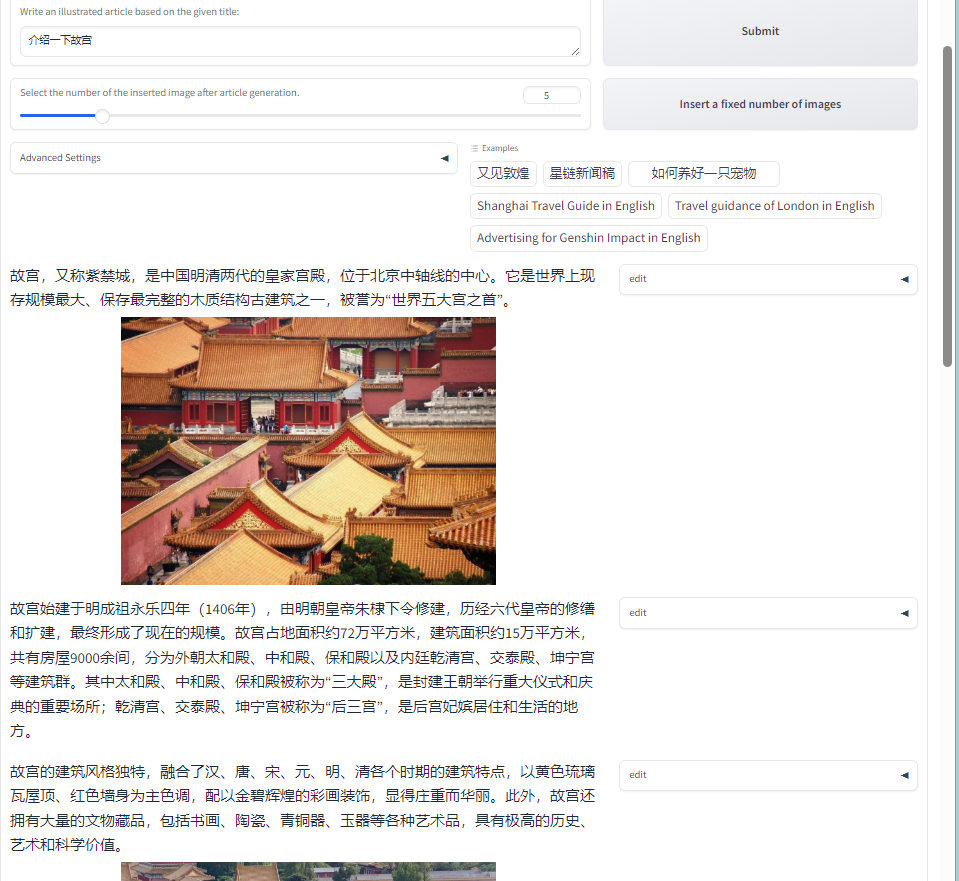 Write an illustrated article based on the given title:
介绍一下故宫
Submit
Select the number of the inserted image after article generation.
5
Insert a fixed number of images
Advanced Settings
Examples
又见敦煌
星链新闻稿
如何养好一只宠物
Shanghai Travel Guide in English
Travel guidance of London in English
Advertising for Genshin Impact in English
故宫，又称紫禁城，是中国明清两代的皇家宫殿，位于北京中轴线的中心。它是世界上现
存规模最大、保存最完整的木质结构古建筑之一，被誉为“世界五大宫之首”。
edit
故宫始建于明成祖永乐四年（1406年），由明朝皇帝朱棣下令修建，历经六代皇帝的修缮
和扩建，最终形成了现在的规模。故宫占地面积约72万平方米，建筑面积约15万平方米，
共有房屋9000余间，分为外朝太和殿、中和殿、保和殿以及内廷乾清宫、交泰殿、坤宁宫
等建筑群。其中太和殿、中和殿、保和殿被称为“三大殿”，是封建王朝举行重大仪式和庆
典的重要场所；乾清宫、交泰殿、坤宁宫被称为“后三宫”，是后宫妃嫔居住和生活的地
方。
edit
故宫的建筑风格独特，融合了汉、唐、宋、元、明、清各个时期的建筑特点，以黄色琉璃
瓦屋顶、红色墙身为主色调，配以金碧辉煌的彩画装饰，显得庄重而华丽。此外，故宫还
拥有大量的文物藏品，包括书画、陶瓷、青铜器、玉器等各种艺术品，具有极高的历史、
艺术和科学价值。
edit